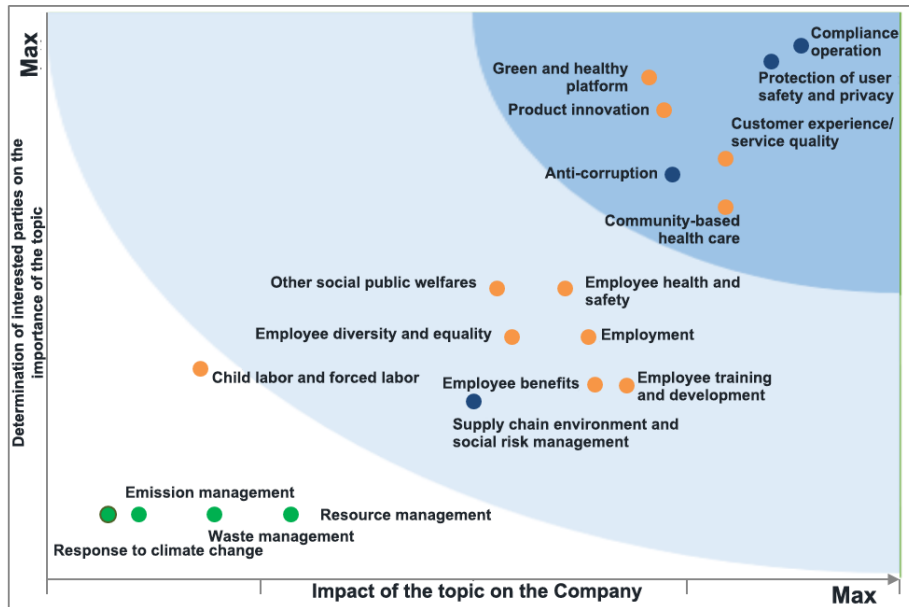 Max
Determination of interested parties on the
importance of the topic
Compliance
operation
Green and healthy
platform
Protection of user
safety and privacy
Product innovation
Customer experience/
service quality
Anti-corruption
Community-based
health care
Other social public welfares
Employee health and
safety
Employee diversity and equality
Employment
Child labor and forced labor
Employee benefits
Employee training
and development
Supply chain environment and
social risk management
Emission management
Resource management
Waste management
Response to climate change
Impact of the topic on the Company
Max